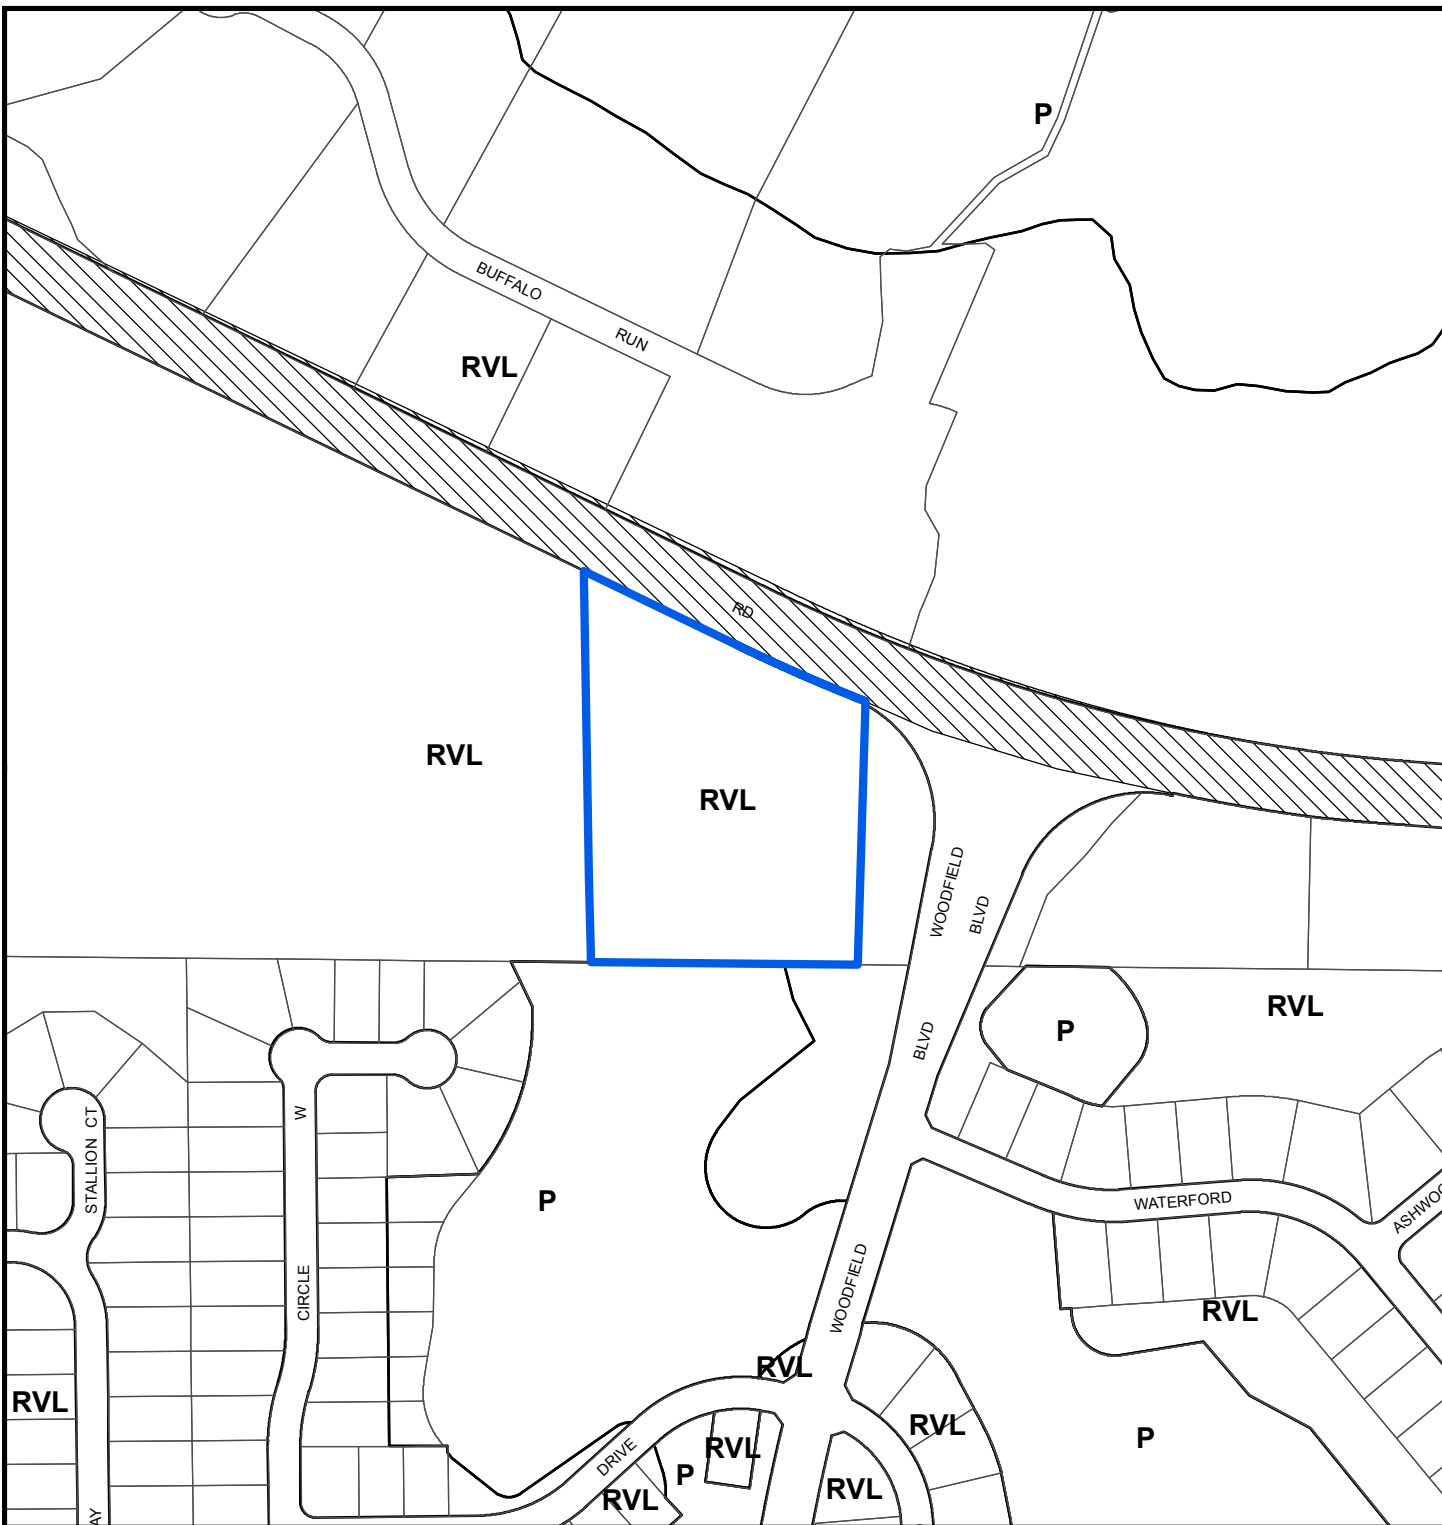 P
BUFFALO
RUN
RVL
RD
RVL
RVL
WOODFIELD
BLVD
RVL
P
BLVD
W
STALLION CT
P
WATERFORD
CIRCLE
WOODFIELD
RVL
RVL
RVL
RVL
P
DRIVE
RVL
P
RVL
RVL